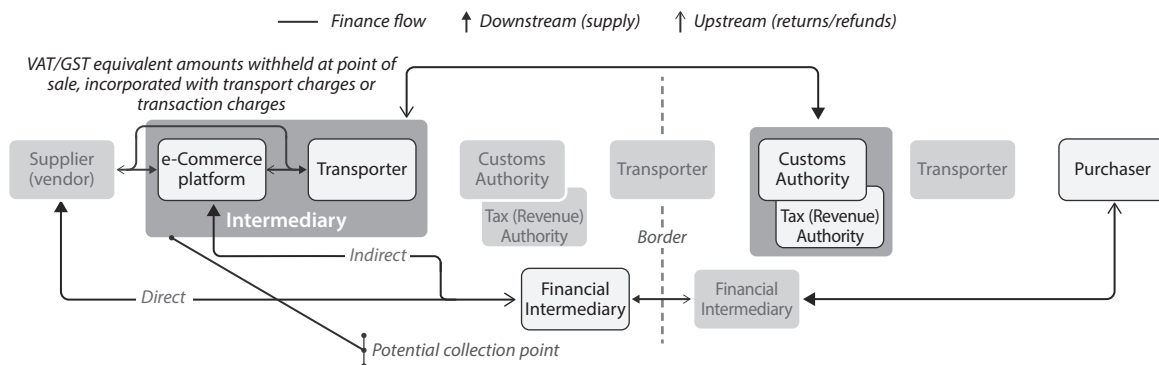 Finance flow
Downstream (supply)
Upstream (returns/refunds)
VAT/GST equivalent amounts withheld at point of
sale, incorporated with transport charges or
transaction charges
Supplier
(vendor)
e-Commerce
platform
Transporter
Intermediary
Customs
Authority
Tax (Revenue)
Authority
Transporter
Border
Customs
Authority
Tax (Revenue)
Authority
Transporter
Purchaser
Indirect
Direct
Financial
Intermediary
Financial
Intermediary
Potential collection point